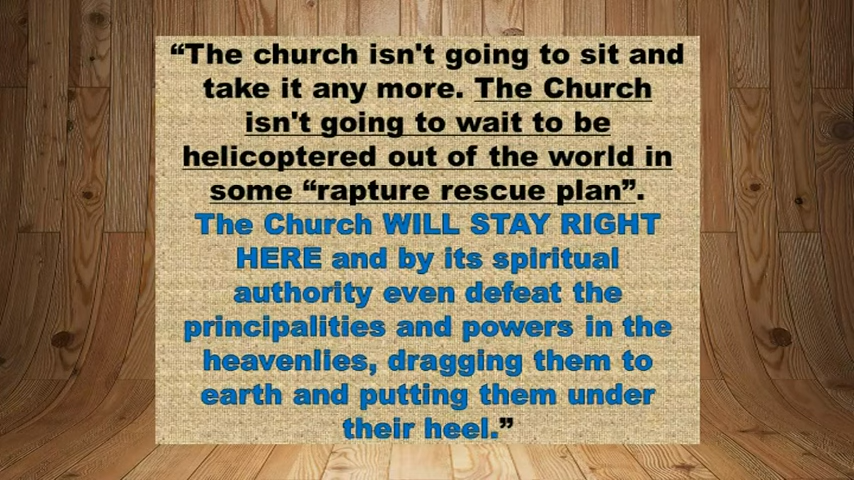 “The church isn't going to sit and
take it any more. The Church
isn't going to wait to be
helicoptered out of the world in
some “rapture rescue plan”.
The Church WILL STAY RIGHT
HERE and by its spiritual
authority even defeat the
principalities and powers in the
heavenlies, dragging them to
earth and putting them under
their heel.”